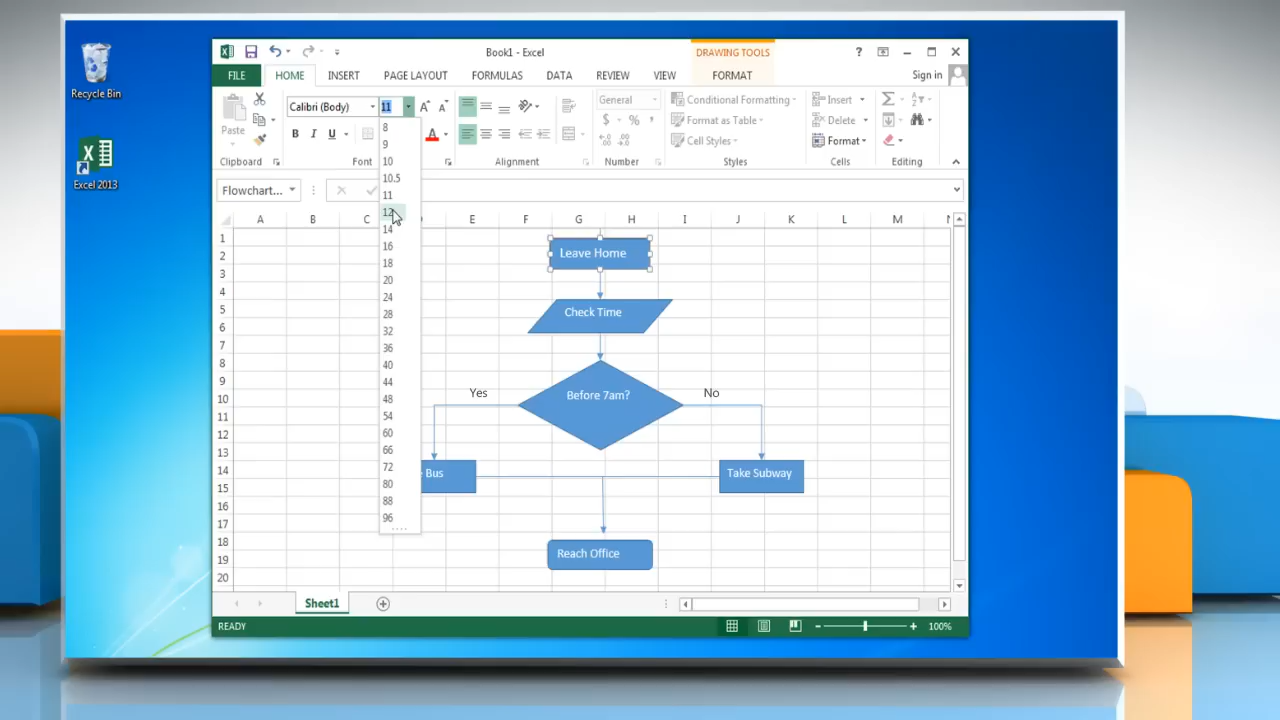 Recycle Bin
Excel 2013
Book1 - Excel
DRAWING TOOLS
?
FILE HOME INSERT PAGE LAYOUT FORMULAS DATA REVIEW VIEW FORMAT Sign in
Paste
Clipboard
Calibri (Body) 11
B I U A
Font
Alignment
General
$ % ,
Number
Conditional Formatting
Format as Table
Cell Styles
Styles
Insert
Delete
Format
Cells
Editing
8
9
10
10.5
11
12
14
16
18
20
24
28
32
36
40
44
48
54
60
66
72
80
88
96
Flowchart...
A B C E F G H I J K L M
1
2
3
4
5
6
7
8
9
10
11
12
13
14
15
16
17
18
19
20
Leave Home
Check Time
Before 7am?
Yes
No
Bus
Take Subway
Reach Office
Sheet1
READY
100%